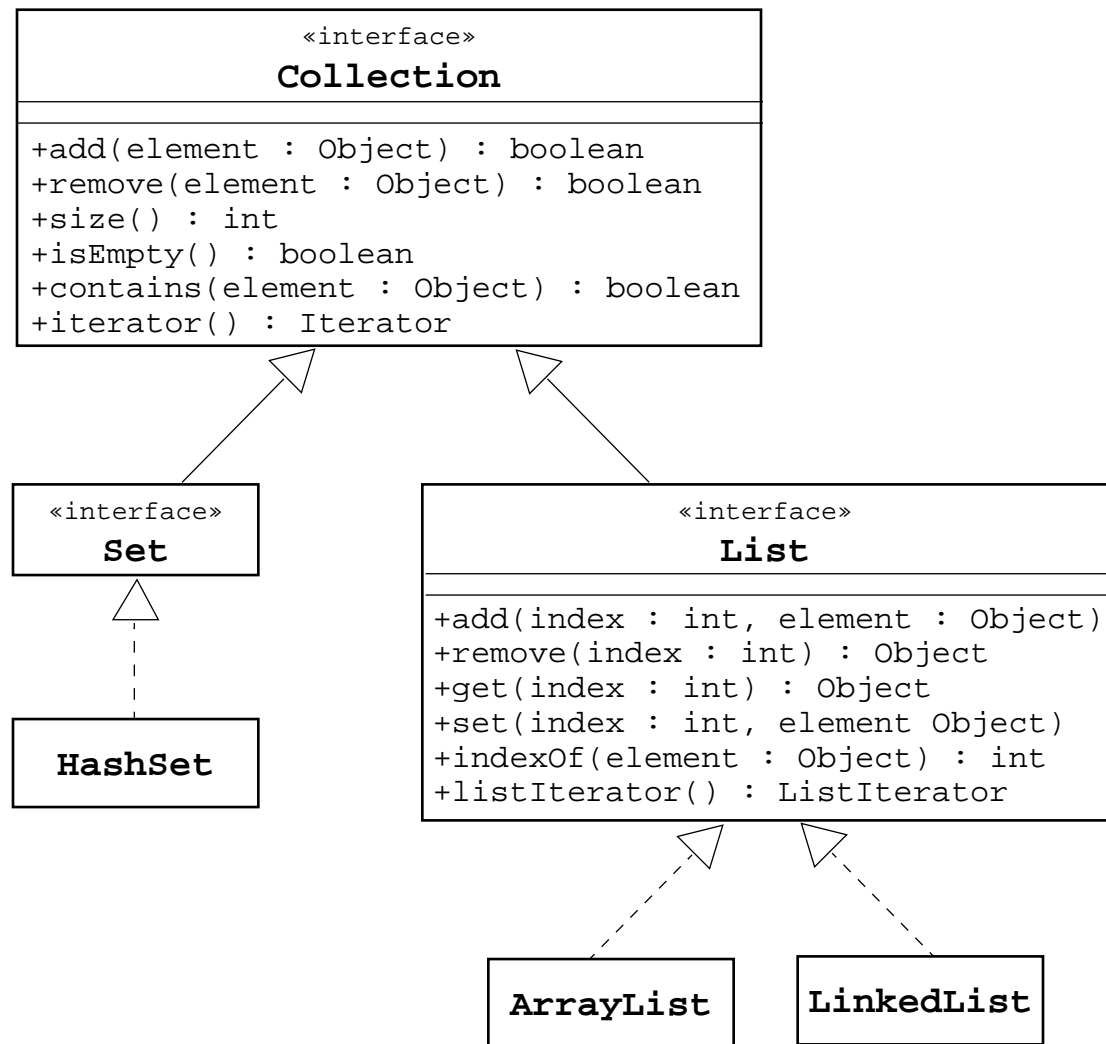 «interface»
Collection
+add(element : Object) : boolean
+remove(element : Object) : boolean
+size() : int
+isEmpty() : boolean
+contains(element : Object) : boolean
+iterator() : Iterator
«interface»
Set
HashSet
«interface»
List
+add(index : int, element : Object)
+remove(index : int) : Object
+get(index : int) : Object
+set(index : int, element Object)
+indexOf(element : Object) : int
+listIterator() : ListIterator
ArrayList
LinkedList